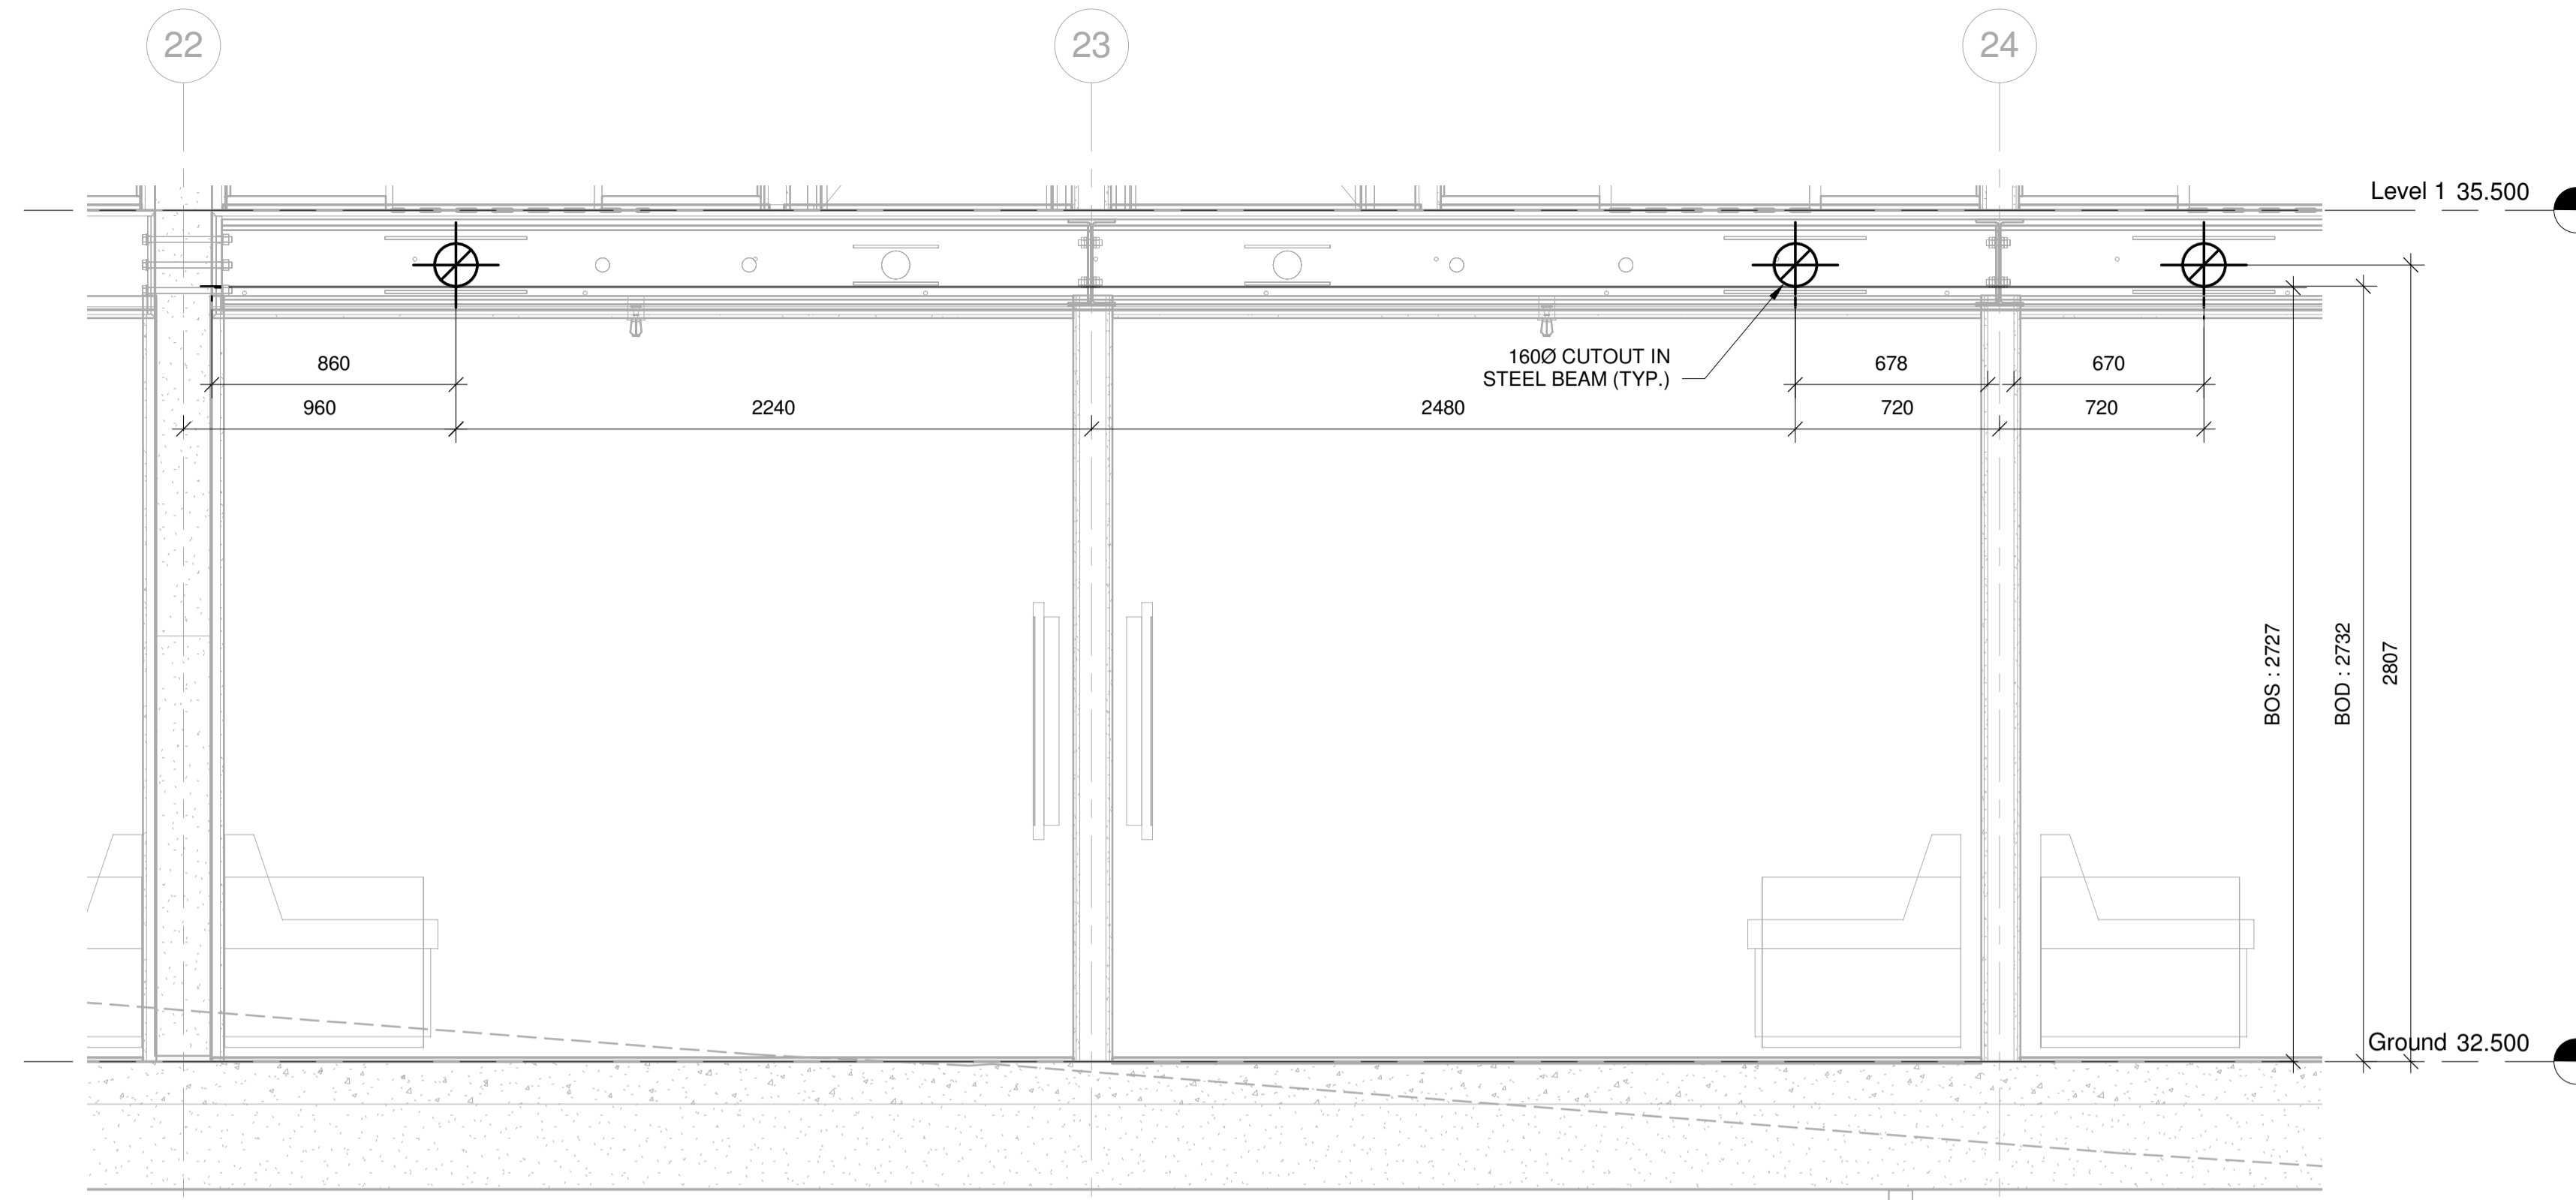 22
23
24
Level 1 35.500
160Ø CUTOUT IN
STEEL BEAM (TYP.)
860
678
670
960
2240
2480
720
720
BOS : 2727
BOD : 2732
2807
Ground 32.500